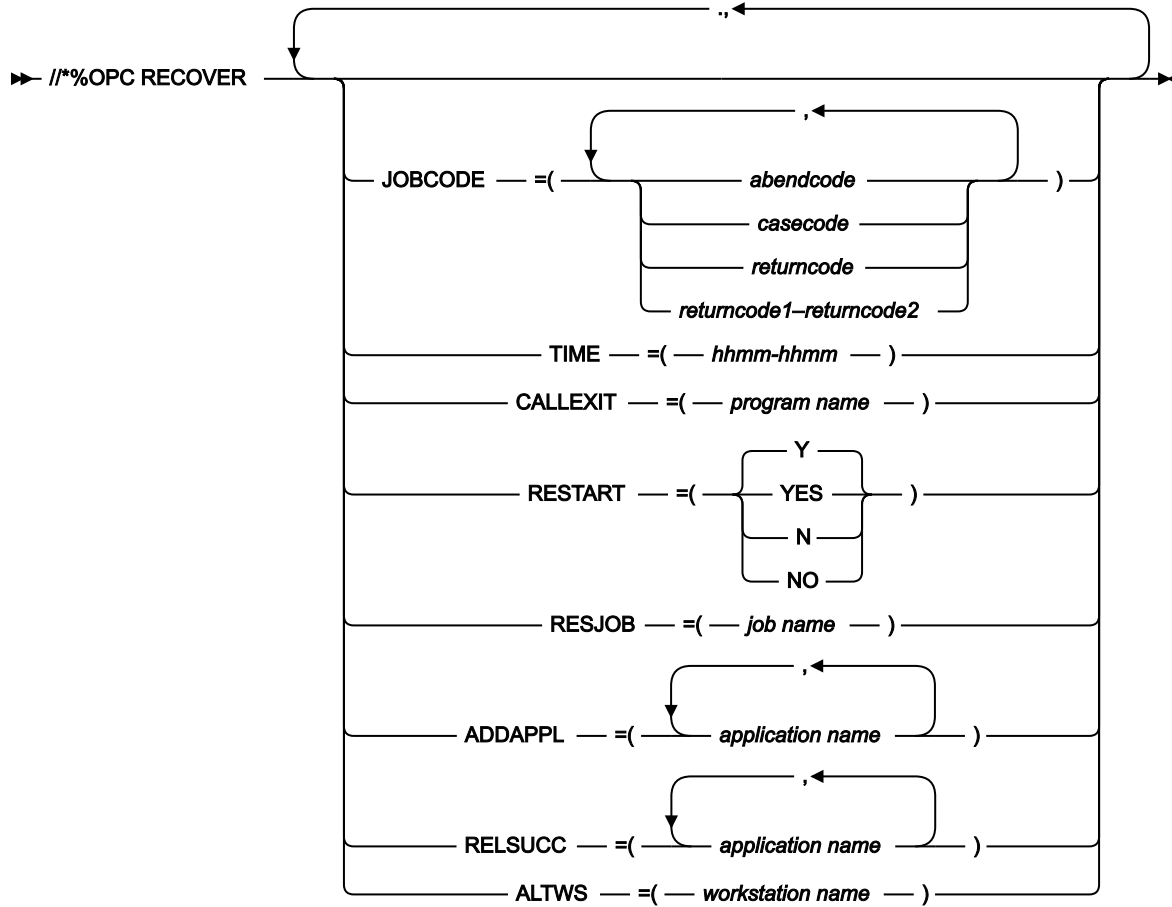 .,
//*%OPC RECOVER
,
JOBCODE =( abendcode )
casecode
returncode
returncode1–returncode2
TIME =( hhmm-hhmm )
CALLEXIT =( program name )
Y
RESTART =( YES )
N
NO
RESJOB =( job name )
,
ADDAPPL =( application name )
,
RELSUCC =( application name )
ALTWS =( workstation name )